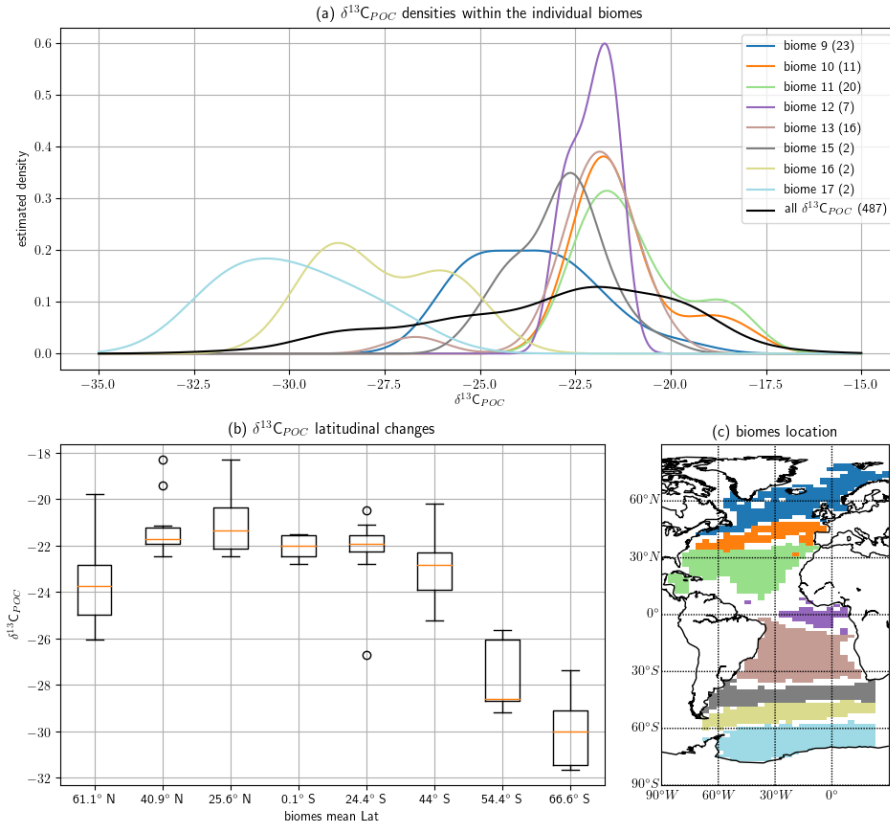 (a) δ¹³C_POC densities within the individual biomes
0.6
0.5
0.4
0.3
0.2
0.1
0.0
estimated density
biome 9 (23)
biome 10 (11)
biome 11 (20)
biome 12 (7)
biome 13 (16)
biome 15 (2)
biome 16 (2)
biome 17 (2)
all δ¹³C_POC (487)
−35.0 −32.5 −30.0 −27.5 −25.0 −22.5 −20.0 −17.5 −15.0
δ¹³C_POC
(b) δ¹³C_POC latitudinal changes
−18
−20
−22
−24
−26
−28
−30
−32
δ¹³C_POC
61.1° N 40.9° N 25.6° N 0.1° S 24.4° S 44° S 54.4° S 66.6° S
biomes mean Lat
(c) biomes location
60°N
30°N
0°
30°S
60°S
90°S
90°W 60°W 30°W 0°